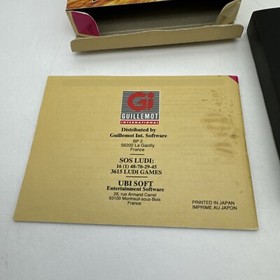 Gi
GUILLEMOT
INTERNATIONAL
Distributed by
Guillemot Int. Software
BP 2
56200 La Gacilly
France
SOS LUDI:
16 (1) 48-70-29-45
3615 LUDI GAMES
UBI SOFT
Entertainment Software
28, rue Armand Carrel
93108 Montreuil-sous-Bois
France
PRINTED IN JAPAN
IMPRIME AU JAPON